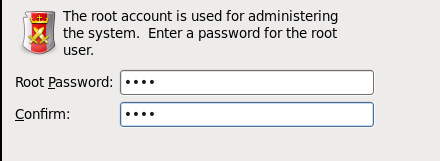 The root account is used for administering
the system.  Enter a password for the root
user.
Root Password: ••••
Confirm: ••••